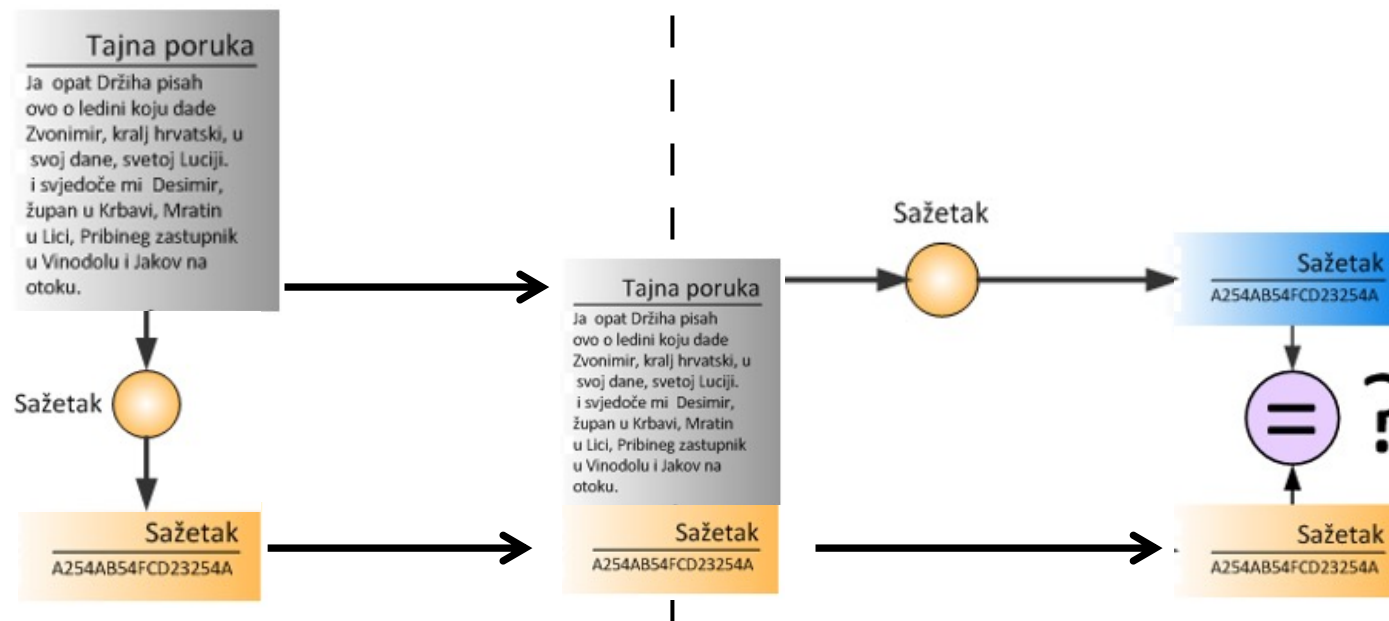 Tajna poruka
Ja opat Držiha pisah
ovo o ledini koju dade
Zvonimir, kralj hrvatski, u
svoj dane, svetoj Luciji.
i svjedoče mi Desimir,
župan u Krbavi, Mratin
u Lici, Pribineg zastupnik
u Vinodolu i Jakov na
otoku.
Sažetak
Sažetak
A254AB54FCD23254A
Tajna poruka
Ja opat Držiha pisah
ovo o ledini koju dade
Zvonimir, kralj hrvatski, u
svoj dane, svetoj Luciji.
i svjedoče mi Desimir,
župan u Krbavi, Mratin
u Lici, Pribineg zastupnik
u Vinodolu i Jakov na
otoku.
Sažetak
A254AB54FCD23254A
Sažetak
Sažetak
A254AB54FCD23254A
= ?
Sažetak
A254AB54FCD23254A